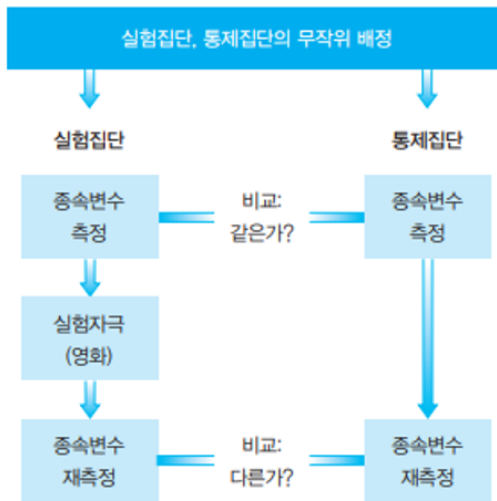 실험집단, 통제집단의 무작위 배정
실험집단
통제집단
종속변수
측정
비교:
같은가?
종속변수
측정
실험자극
(영화)
종속변수
재측정
비교:
다른가?
종속변수
재측정